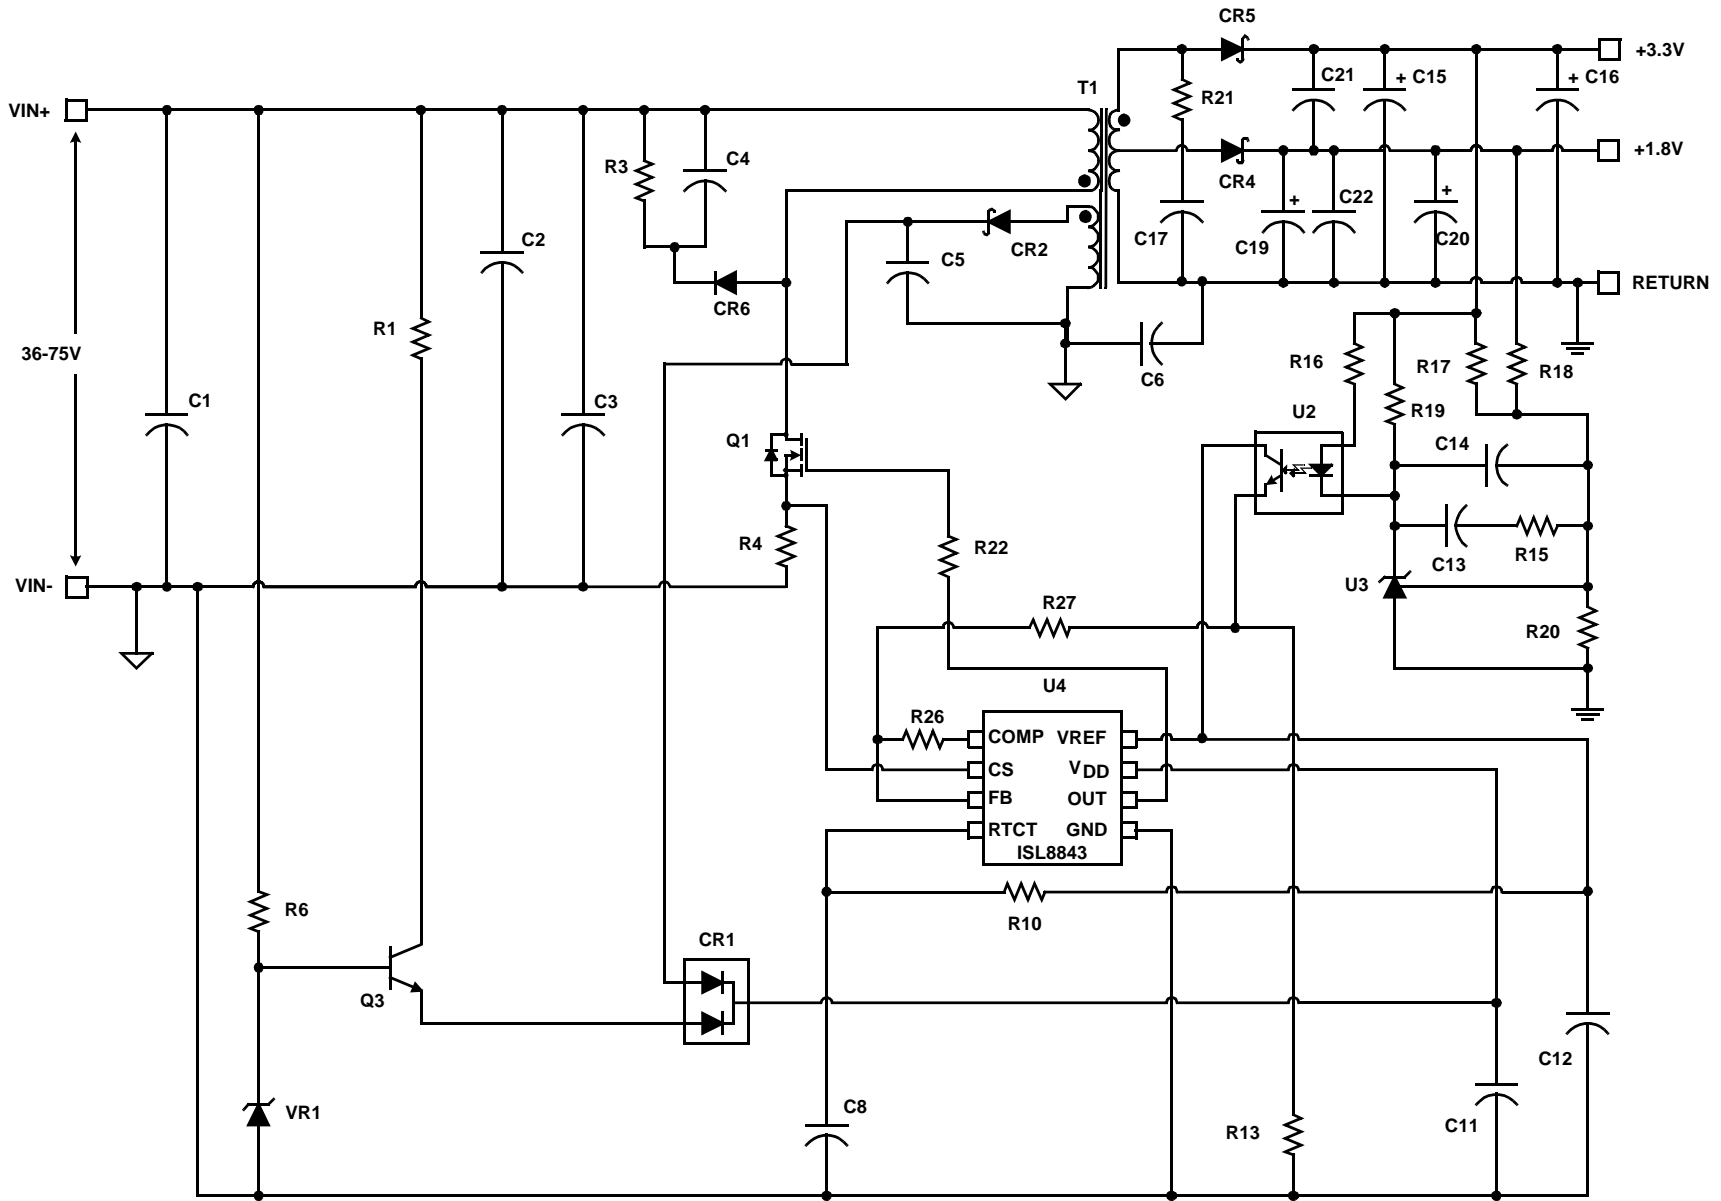 CR5
+3.3V
T1
C21
+ C15
+ C16
R21
VIN+
R3
C4
+1.8V
CR4
+
C22
+
C17
C19
C20
C2
C5
CR2
RETURN
CR6
R1
36-75V
C6
R16
R17
R18
C1
C3
U2
R19
Q1
C14
R4
R22
C13
R15
VIN-
U3
R27
R20
U4
R26
COMP
VREF
CS
VDD
FB
OUT
RTCT
GND
ISL8843
R6
R10
CR1
Q3
C12
VR1
C8
R13
C11